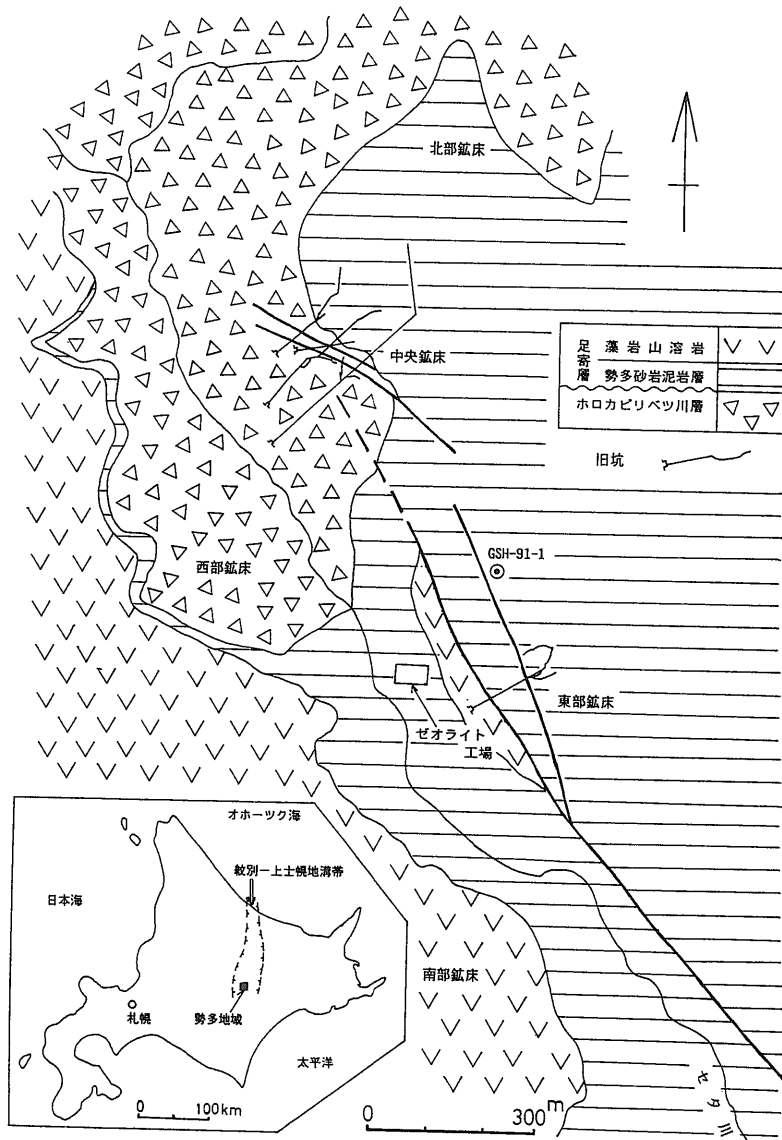 北部鉱床
中央鉱床
足寄層
藻岩山溶岩
勢多砂岩泥岩層
ホロカピリベツ川層
旧坑
GSH-91-1
西部鉱床
東部鉱床
ゼオライト
工場
南部鉱床
セタ川
0 300m
オホーツク海
紋別ー上士幌地溝帯
日本海
札幌
勢多地域
太平洋
0 100km